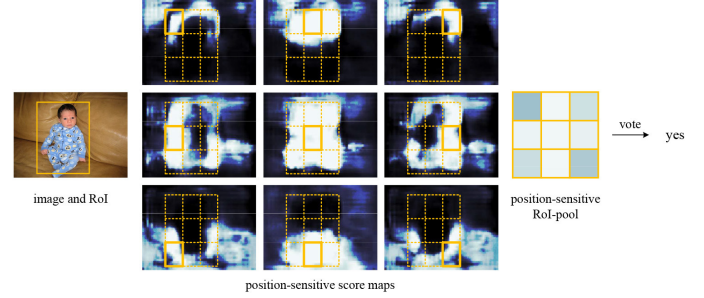 vote
yes
image and RoI
position-sensitive
RoI-pool
position-sensitive score maps